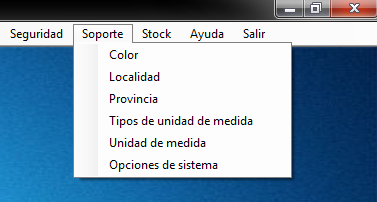 Seguridad Soporte Stock Ayuda Salir
Color
Localidad
Provincia
Tipos de unidad de medida
Unidad de medida
Opciones de sistema